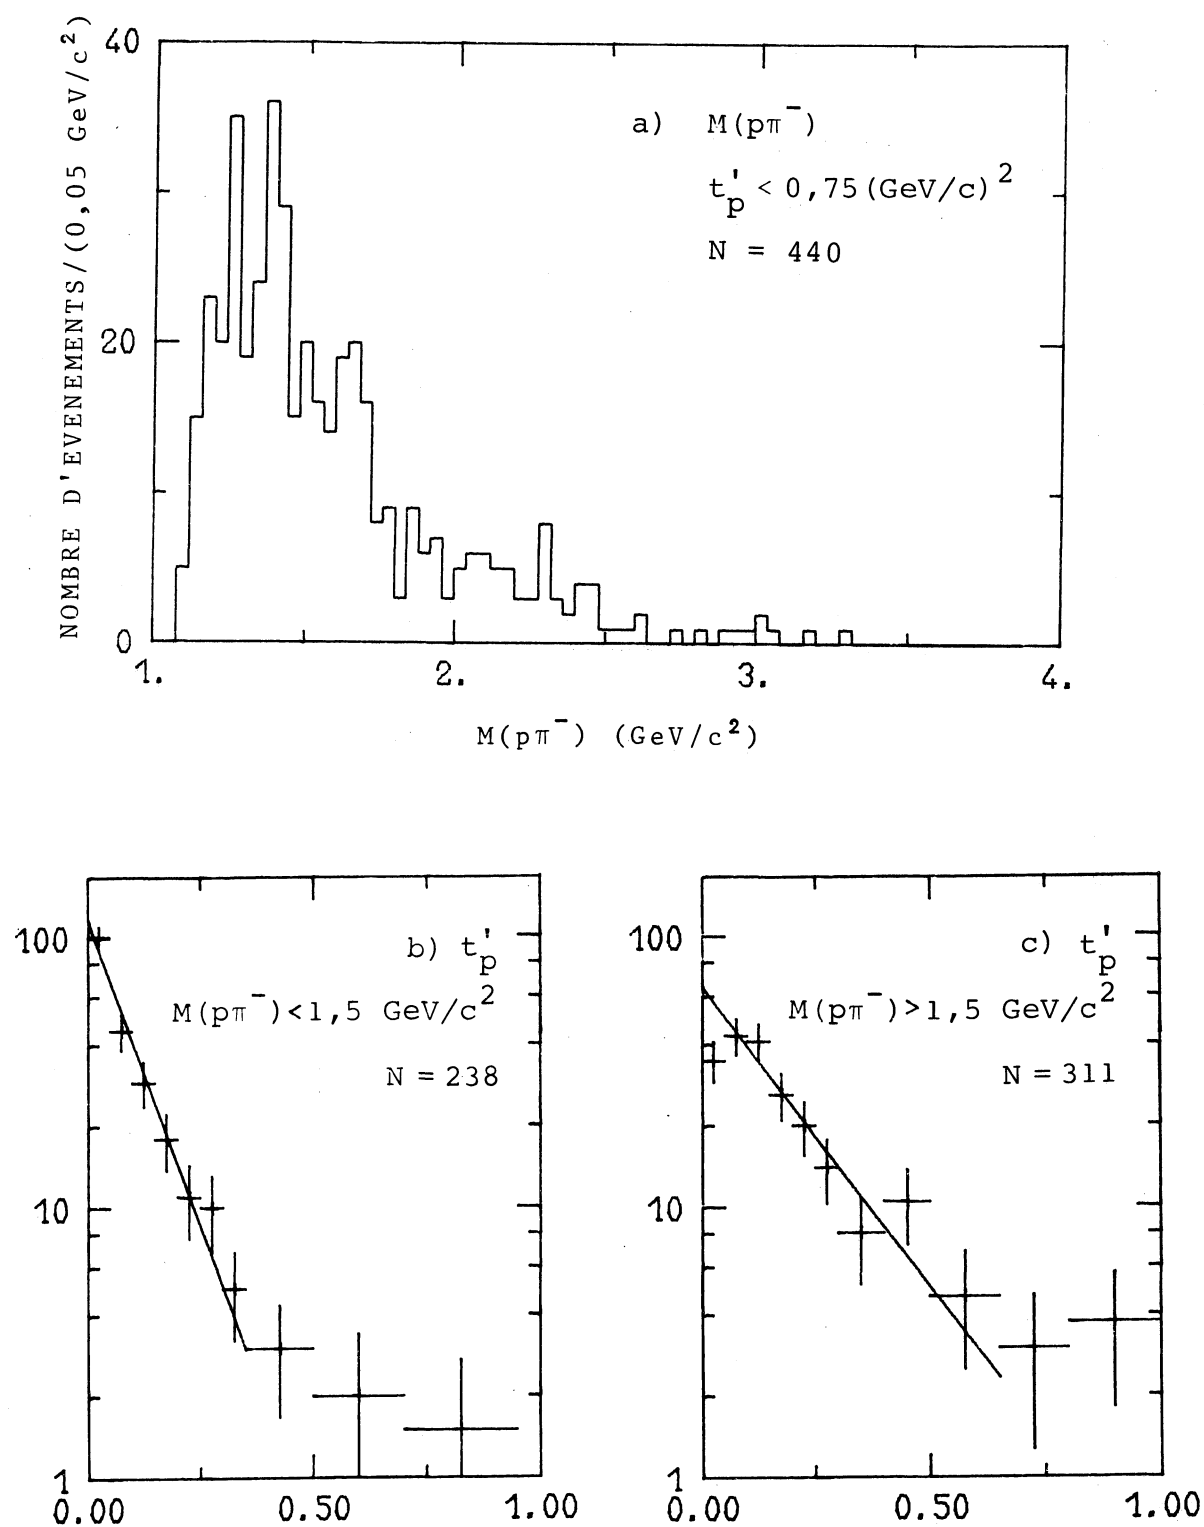 NOMBRE D'EVENEMENTS/(0,05 GeV/c²)
40
20
0
a) M(pπ⁻)
t'p < 0,75(GeV/c)²
N = 440
1. 2. 3. 4.
M(pπ⁻) (GeV/c²)
100
10
1
b) t'p
M(pπ⁻)<1,5 GeV/c²
N = 238
0.00 0.50 1.00
100
10
1
c) t'p
M(pπ⁻)>1,5 GeV/c²
N = 311
0.00 0.50 1.00